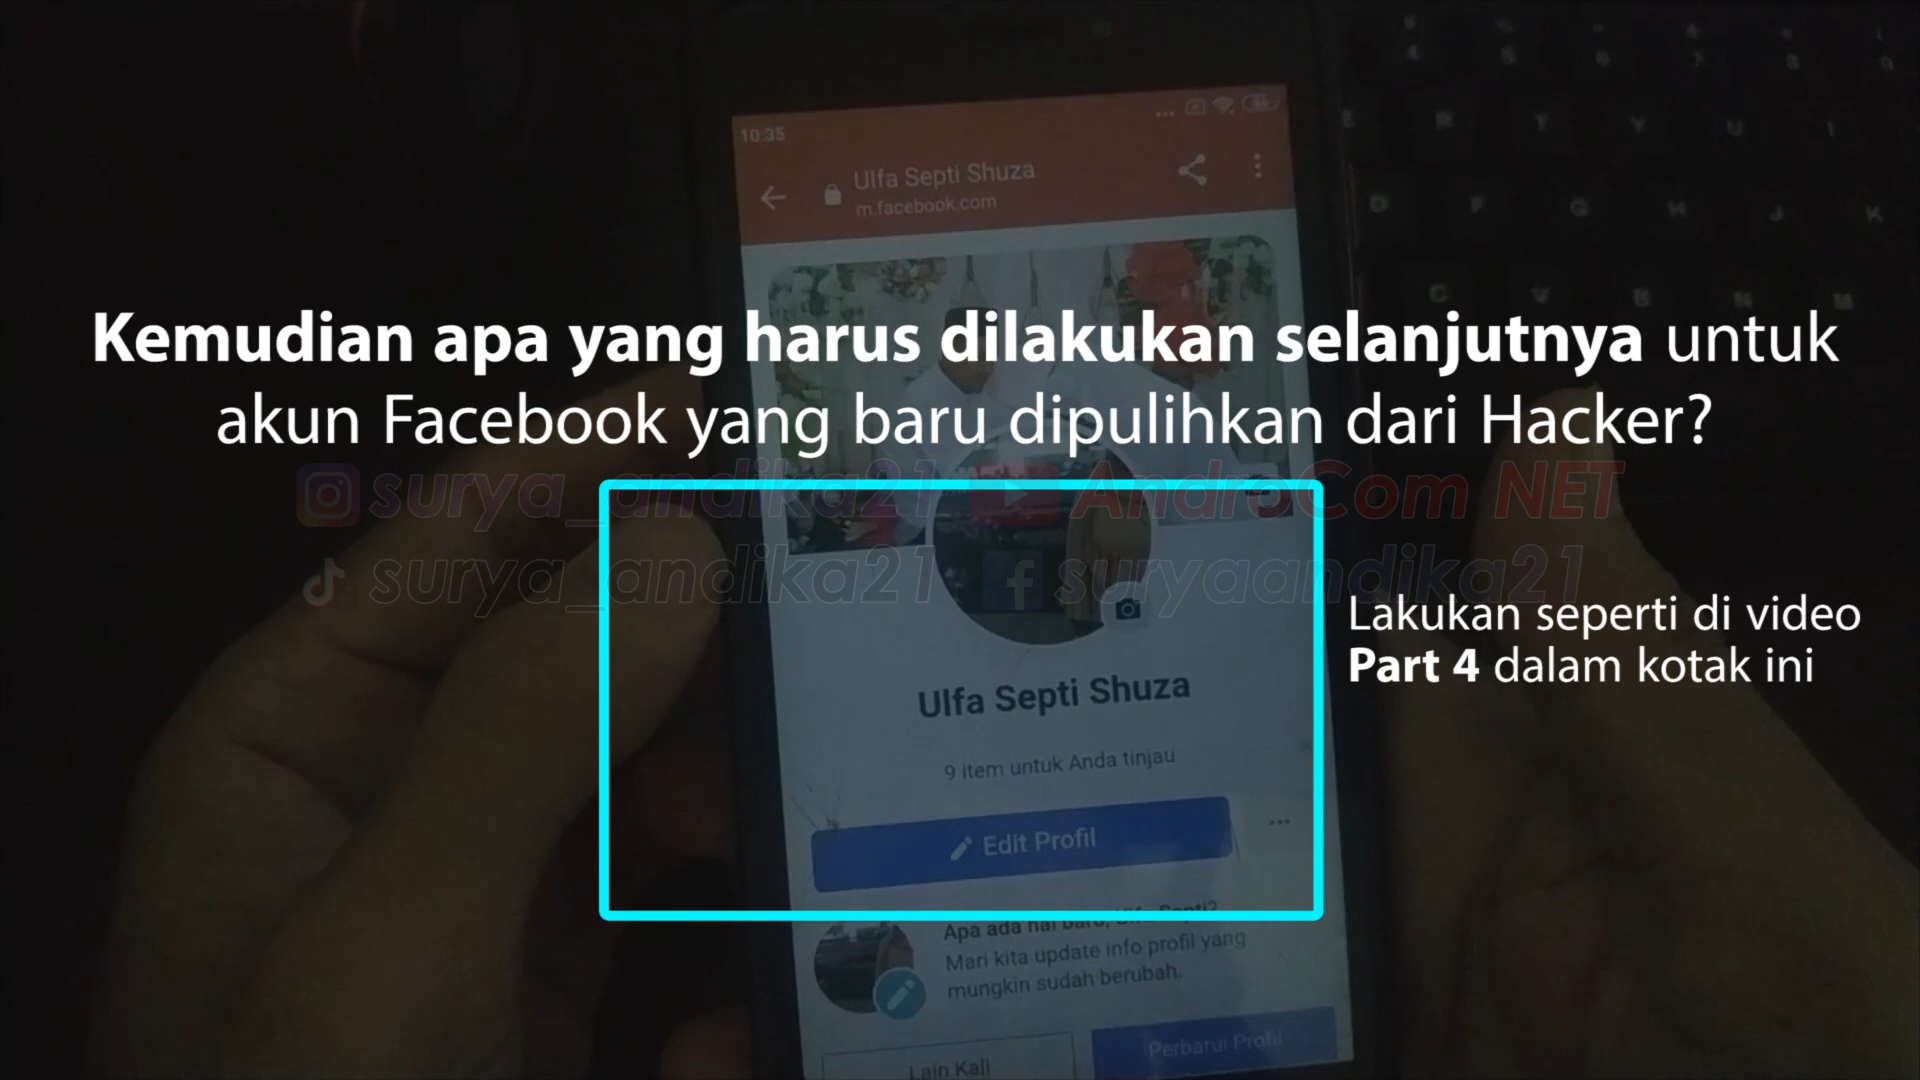 10:35
Ulfa Septi Shuza
m.facebook.com
Kemudian apa yang harus dilakukan selanjutnya untuk
akun Facebook yang baru dipulihkan dari Hacker?
surya_andika21 AndroCom NET
surya_andika21 suryaandika21
Lakukan seperti di video
Part 4 dalam kotak ini
Ulfa Septi Shuza
9 item untuk Anda tinjau
Edit Profil
Apa ada hal baru, Ulfa Septi?
Mari kita update info profil yang
mungkin sudah berubah.
Lain Kali
Perbarui Profil